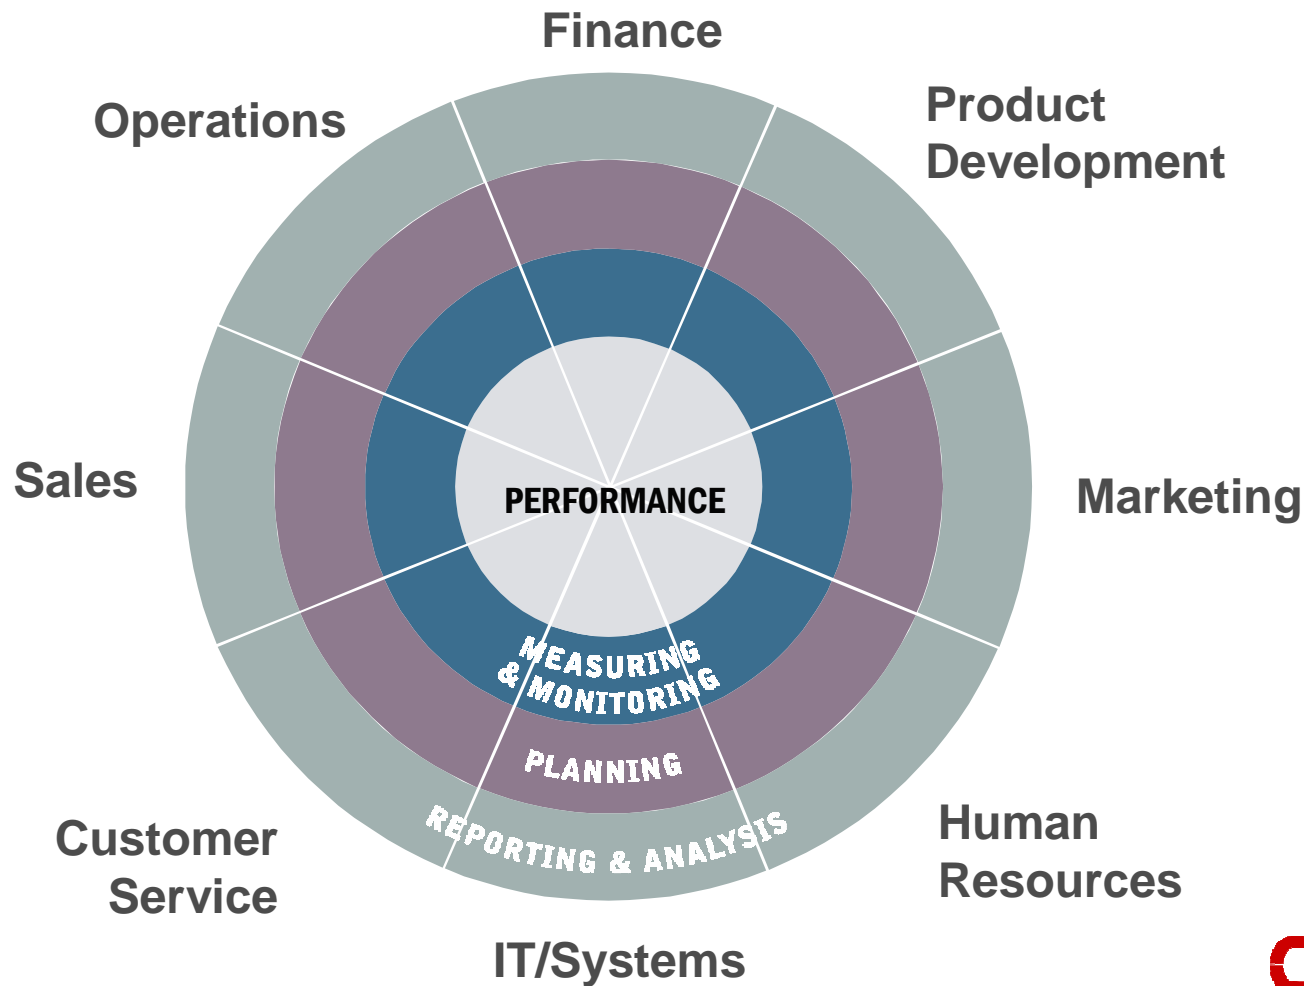 Finance
Operations
Product
Development
Sales
PERFORMANCE
Marketing
MEASURING
& MONITORING
PLANNING
REPORTING & ANALYSIS
Customer
Service
Human
Resources
IT/Systems